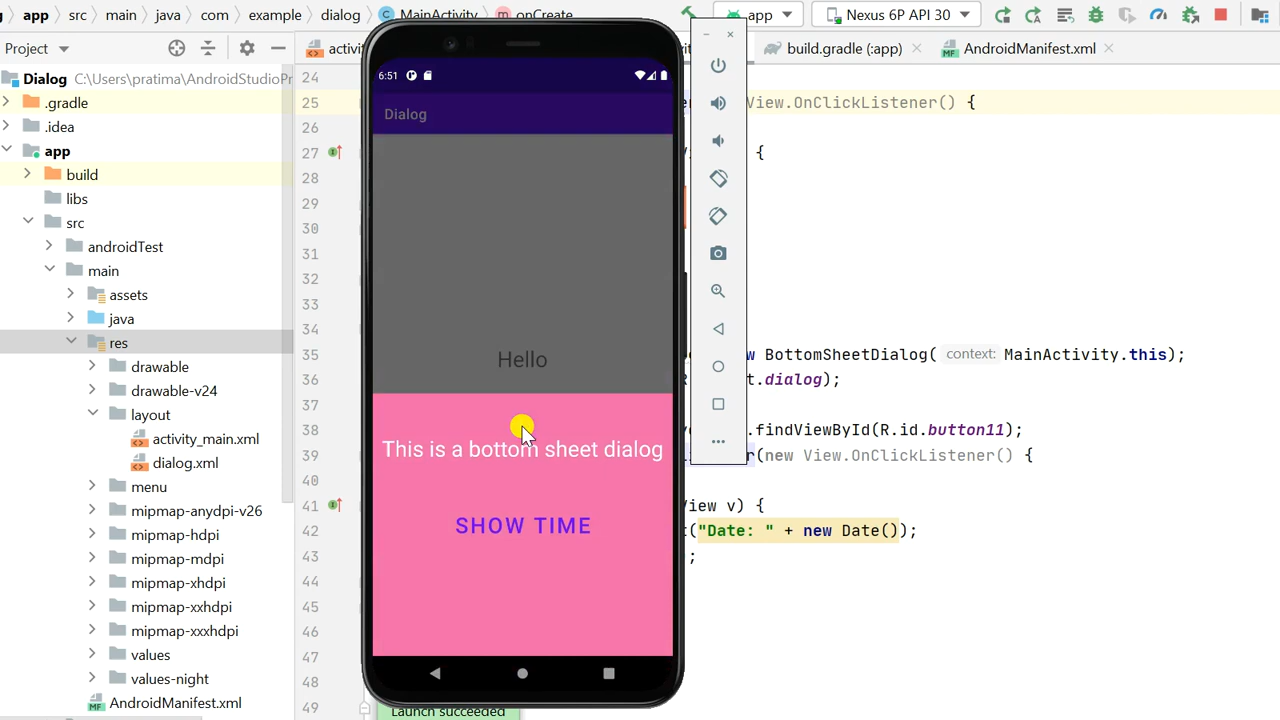 app src main java com example dialog MainActivity onCreate app Nexus 6P API 30
Project build.gradle (:app) AndroidManifest.xml
Dialog C:\Users\pratima\AndroidStudioPr
.gradle
.idea
app
build
libs
src
androidTest
main
assets
java
res
drawable
drawable-v24
layout
activity_main.xml
dialog.xml
menu
mipmap-anydpi-v26
mipmap-hdpi
mipmap-mdpi
mipmap-xhdpi
mipmap-xxhdpi
mipmap-xxxhdpi
values
values-night
AndroidManifest.xml
24
25 View.OnClickListener() {
26
27 {
28
29
30
31
32
33
34
35 BottomSheetDialog( context: MainActivity.this);
36 .dialog);
37
38 .findViewById(R.id.button11);
39 (new View.OnClickListener() {
40
41 View v) {
42 ("Date: " + new Date());
43 ;
44
45
46
47
48
49
6:51
Dialog
Hello
This is a bottom sheet dialog
SHOW TIME
Launch succeeded